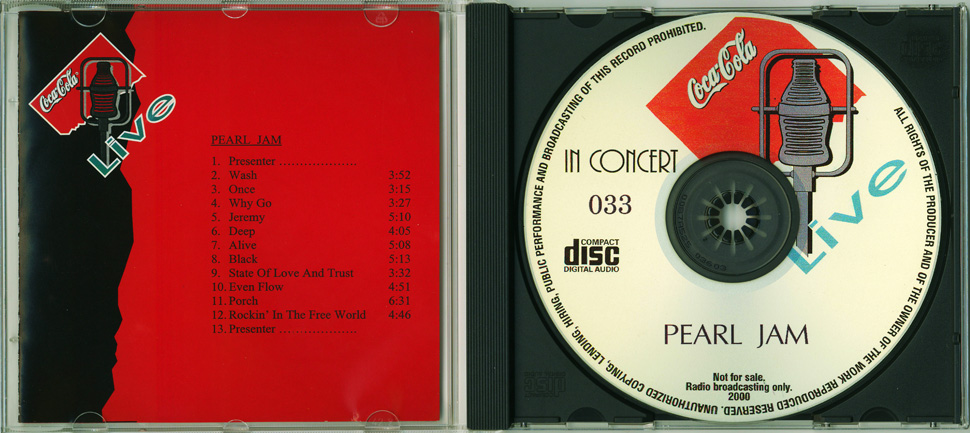 Coca-Cola
Live
PEARL JAM
1. Presenter ...................
2. Wash 3:52
3. Once 3:15
4. Why Go 3:27
5. Jeremy 5:10
6. Deep 4:05
7. Alive 5:08
8. Black 5:13
9. State Of Love And Trust 3:32
10. Even Flow 4:51
11. Porch 6:31
12. Rockin' In The Free World 4:46
13. Presenter ...................
ALL RIGHTS OF THE PRODUCER AND OF THE OWNER OF THE WORK REPRODUCED RESERVED. UNAUTHORIZED COPYING, LENDING, HIRING, PUBLIC PERFORMANCE AND BROADCASTING OF THIS RECORD PROHIBITED.
Coca-Cola
IN CONCERT
033
Live
COMPACT
disc
DIGITAL AUDIO
PEARL JAM
Not for sale.
Radio broadcasting only.
2000